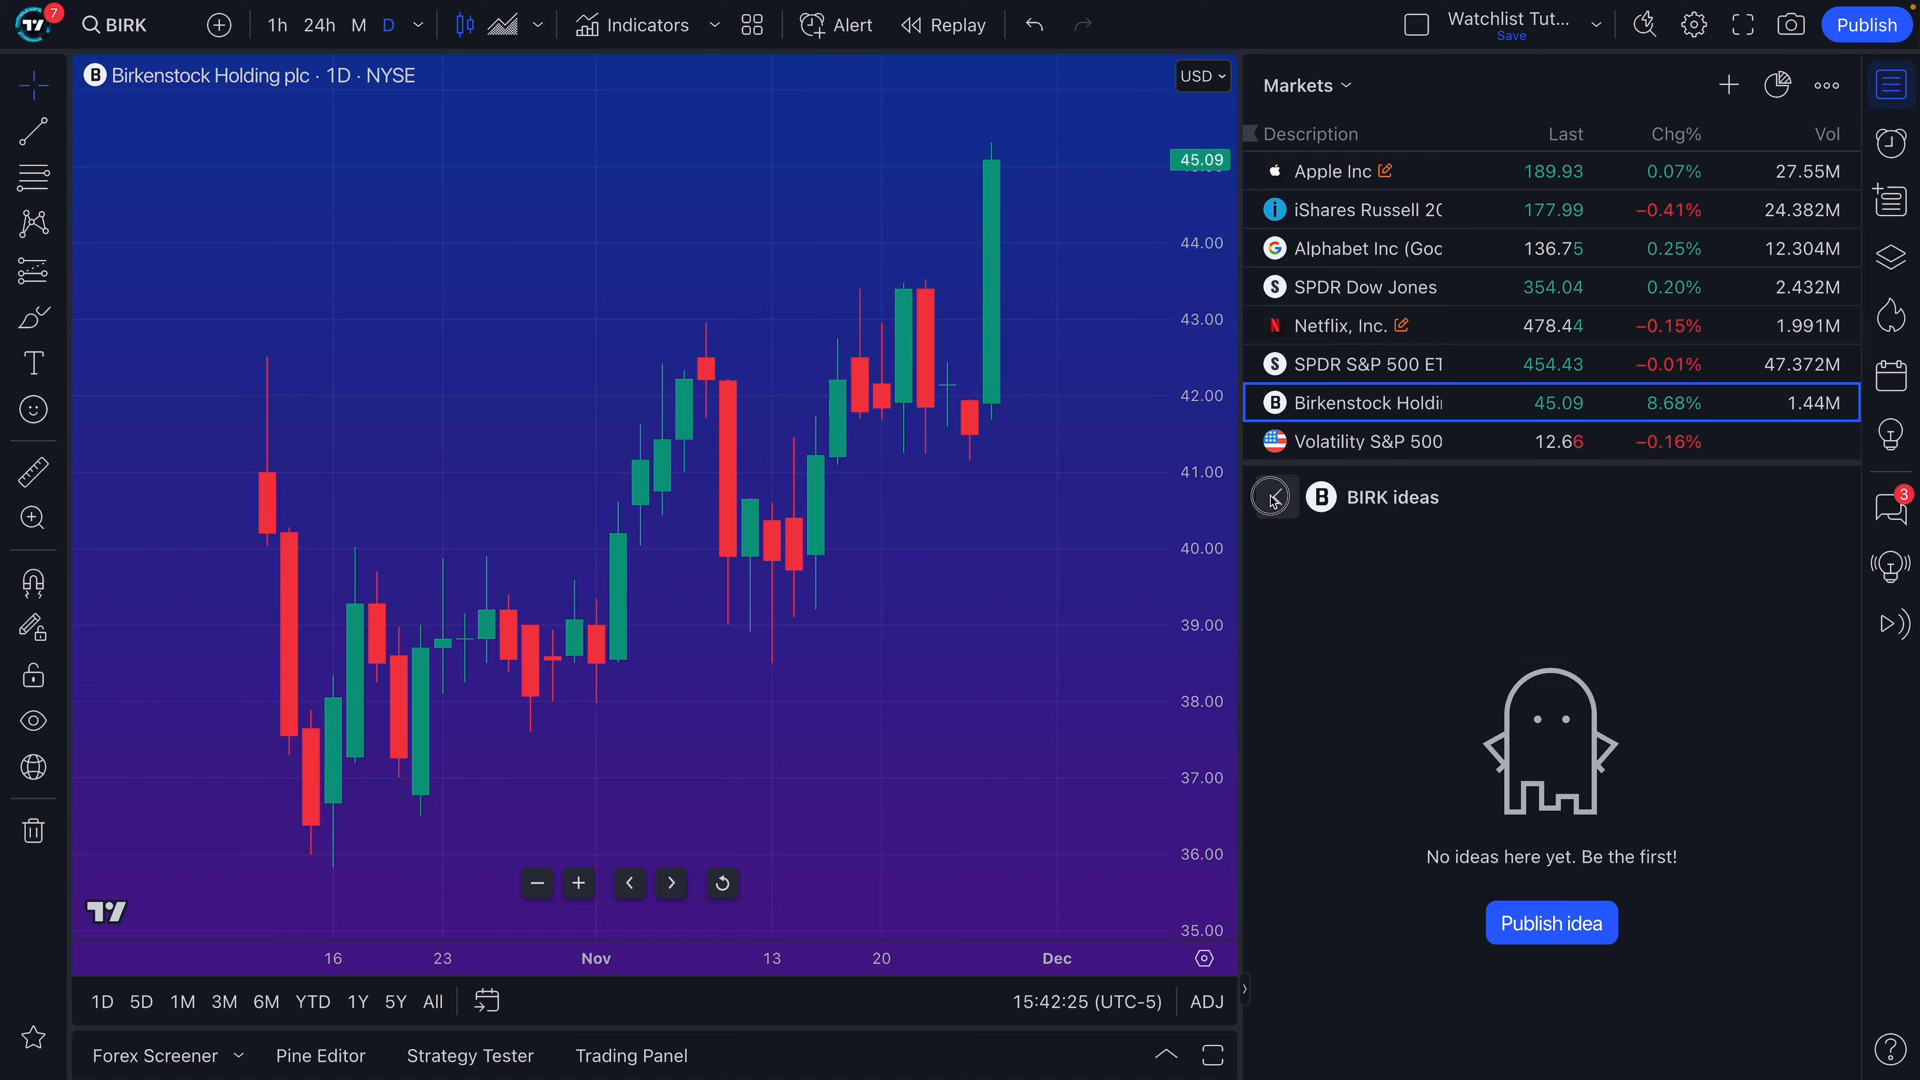 7
BIRK
1h 24h M D
Indicators
Alert
Replay
Watchlist Tut...
Save
Publish
B Birkenstock Holding plc · 1D · NYSE
USD
45.09
44.00
43.00
42.00
41.00
40.00
39.00
38.00
37.00
36.00
35.00
16 23 Nov 13 20 Dec
1D 5D 1M 3M 6M YTD 1Y 5Y All
15:42:25 (UTC-5) ADJ
Forex Screener Pine Editor Strategy Tester Trading Panel
Markets
Description Last Chg% Vol
Apple Inc 189.93 0.07% 27.55M
iShares Russell 20 177.99 −0.41% 24.382M
Alphabet Inc (Goo 136.75 0.25% 12.304M
SPDR Dow Jones 354.04 0.20% 2.432M
Netflix, Inc. 478.44 −0.15% 1.991M
SPDR S&P 500 ET 454.43 −0.01% 47.372M
B Birkenstock Holdi 45.09 8.68% 1.44M
Volatility S&P 500 12.66 −0.16%
B BIRK ideas
No ideas here yet. Be the first!
Publish idea
3